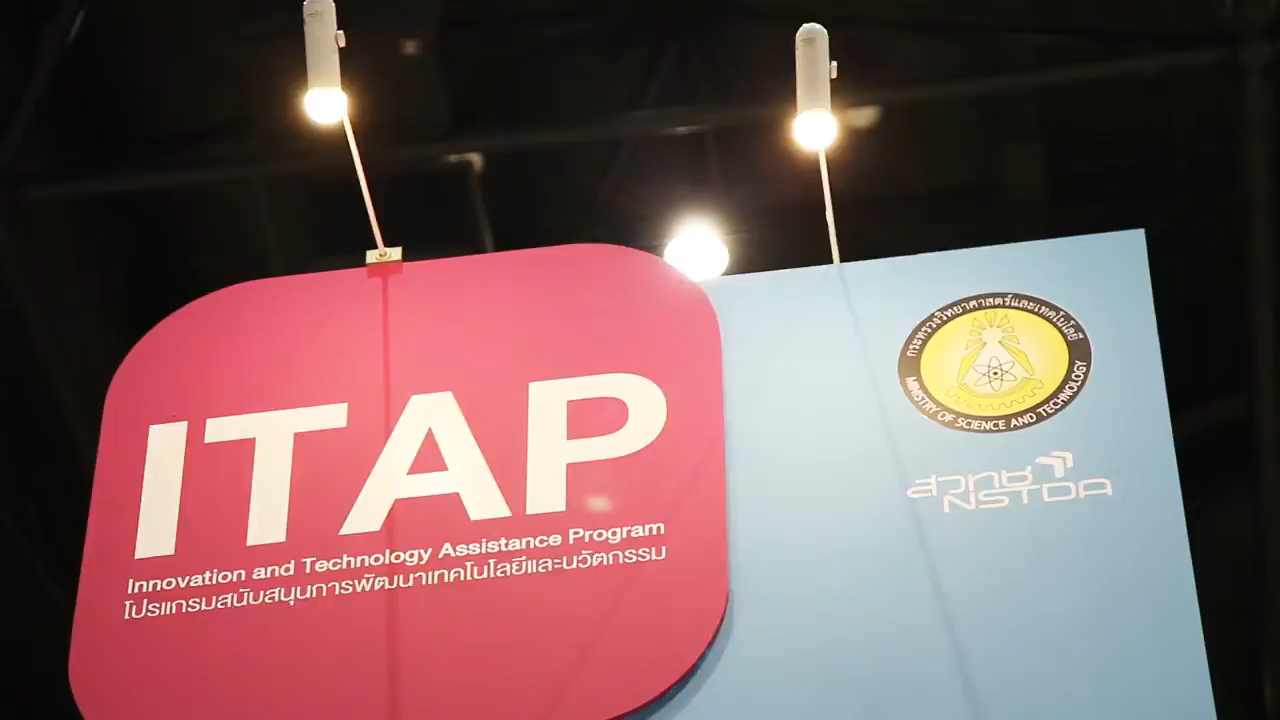 ITAP
Innovation and Technology Assistance Program
โปรแกรมสนับสนุนการพัฒนาเทคโนโลยีและนวัตกรรม
กระทรวงวิทยาศาสตร์และเทคโนโลยี
MINISTRY OF SCIENCE AND TECHNOLOGY
สวทช
NSTDA